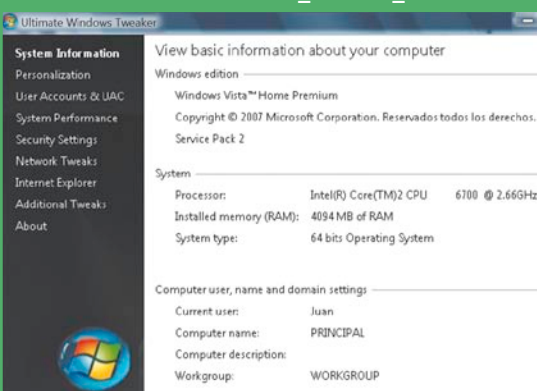 Ultimate Windows Tweaker
System Information
Personalization
User Accounts & UAC
System Performance
Security Settings
Network Tweaks
Internet Explorer
Additional Tweaks
About
View basic information about your computer
Windows edition
Windows Vista™ Home Premium
Copyright © 2007 Microsoft Corporation. Reservados todos los derechos.
Service Pack 2
System
Processor: Intel(R) Core(TM)2 CPU 6700 @ 2.66GHz
Installed memory (RAM): 4094 MB of RAM
System type: 64 bits Operating System
Computer user, name and domain settings
Current user: Juan
Computer name: PRINCIPAL
Computer description:
Workgroup: WORKGROUP